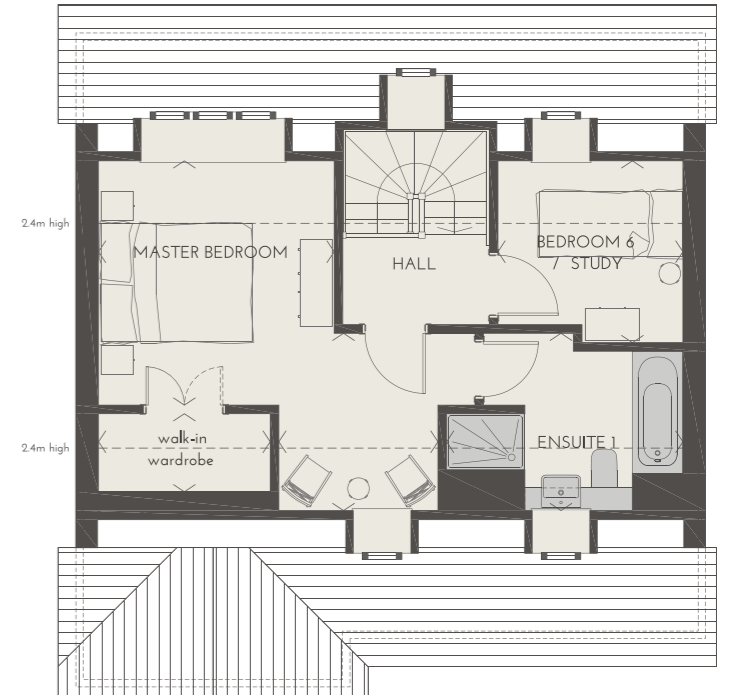 2.4m high
MASTER BEDROOM
HALL
BEDROOM 6
/ STUDY
2.4m high
walk-in
wardrobe
ENSUITE 1